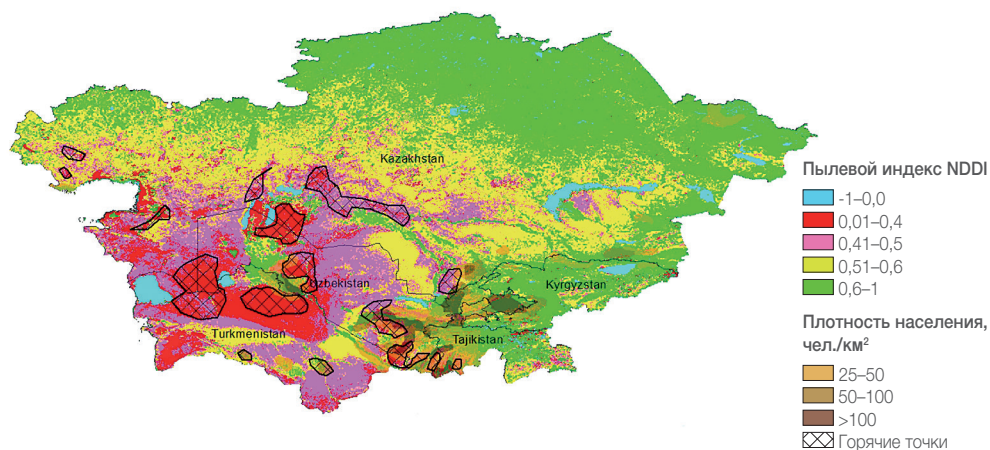 Kazakhstan
Uzbekistan
Kyrgyzstan
Turkmenistan
Tajikistan
Пылевой индекс NDDI
-1–0,0
0,01–0,4
0,41–0,5
0,51–0,6
0,6–1
Плотность населения,
чел./км²
25–50
50–100
>100
Горячие точки